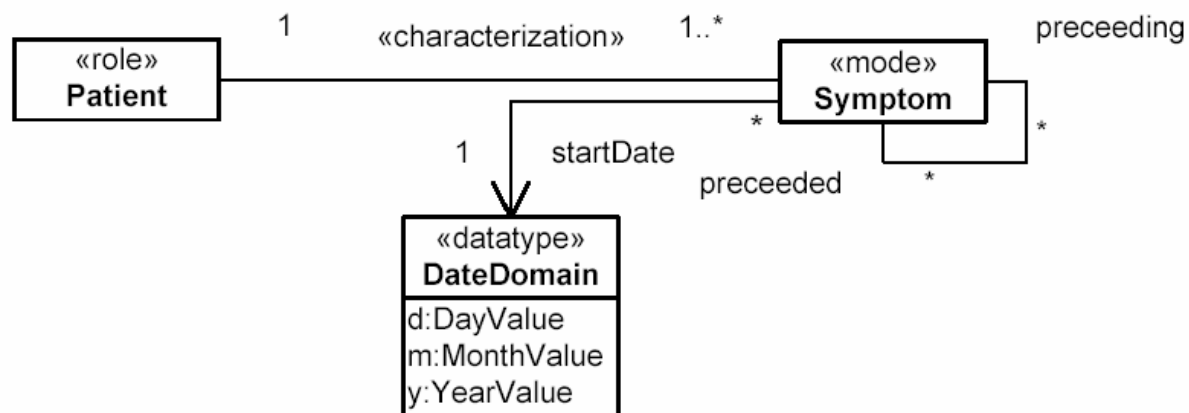 1 «characterization» 1..* preceeding
«role»
Patient
«mode»
Symptom
* *
1 startDate
preceeded *
«datatype»
DateDomain
d:DayValue
m:MonthValue
y:YearValue